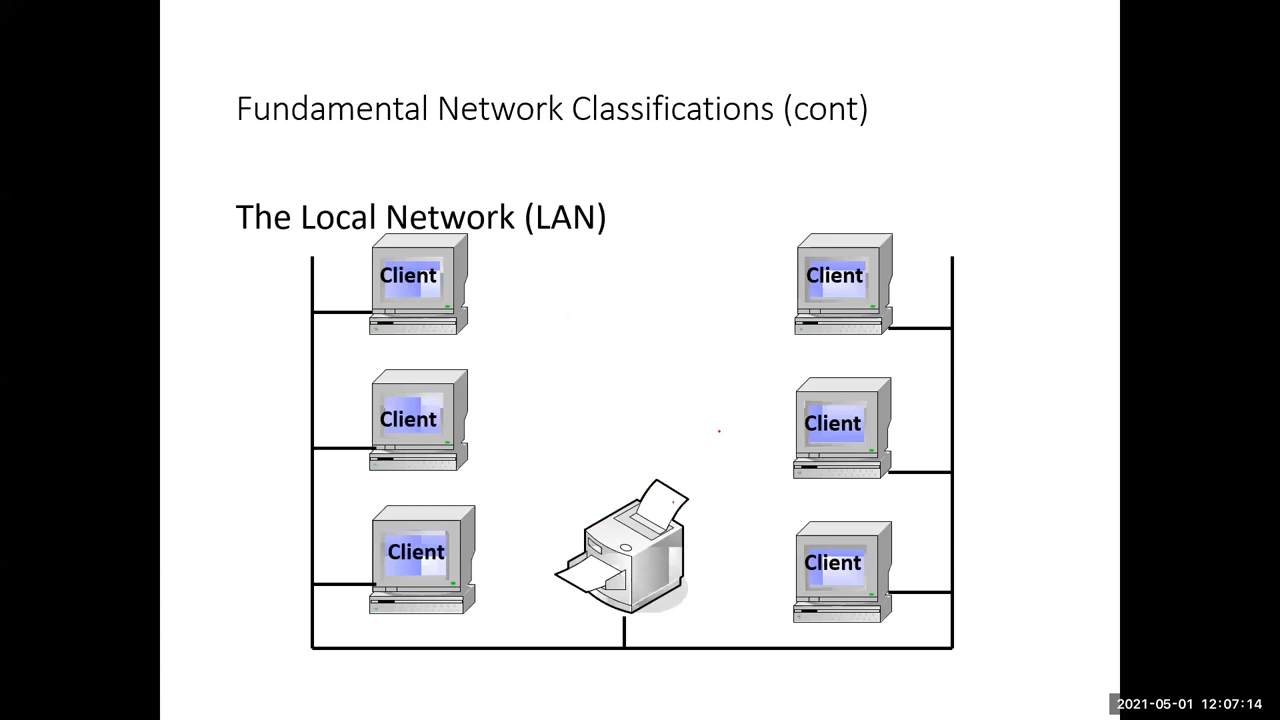 Fundamental Network Classifications (cont)
The Local Network (LAN)
Client
Client
Client
Client
Client
Client
2021-05-01 12:07:14